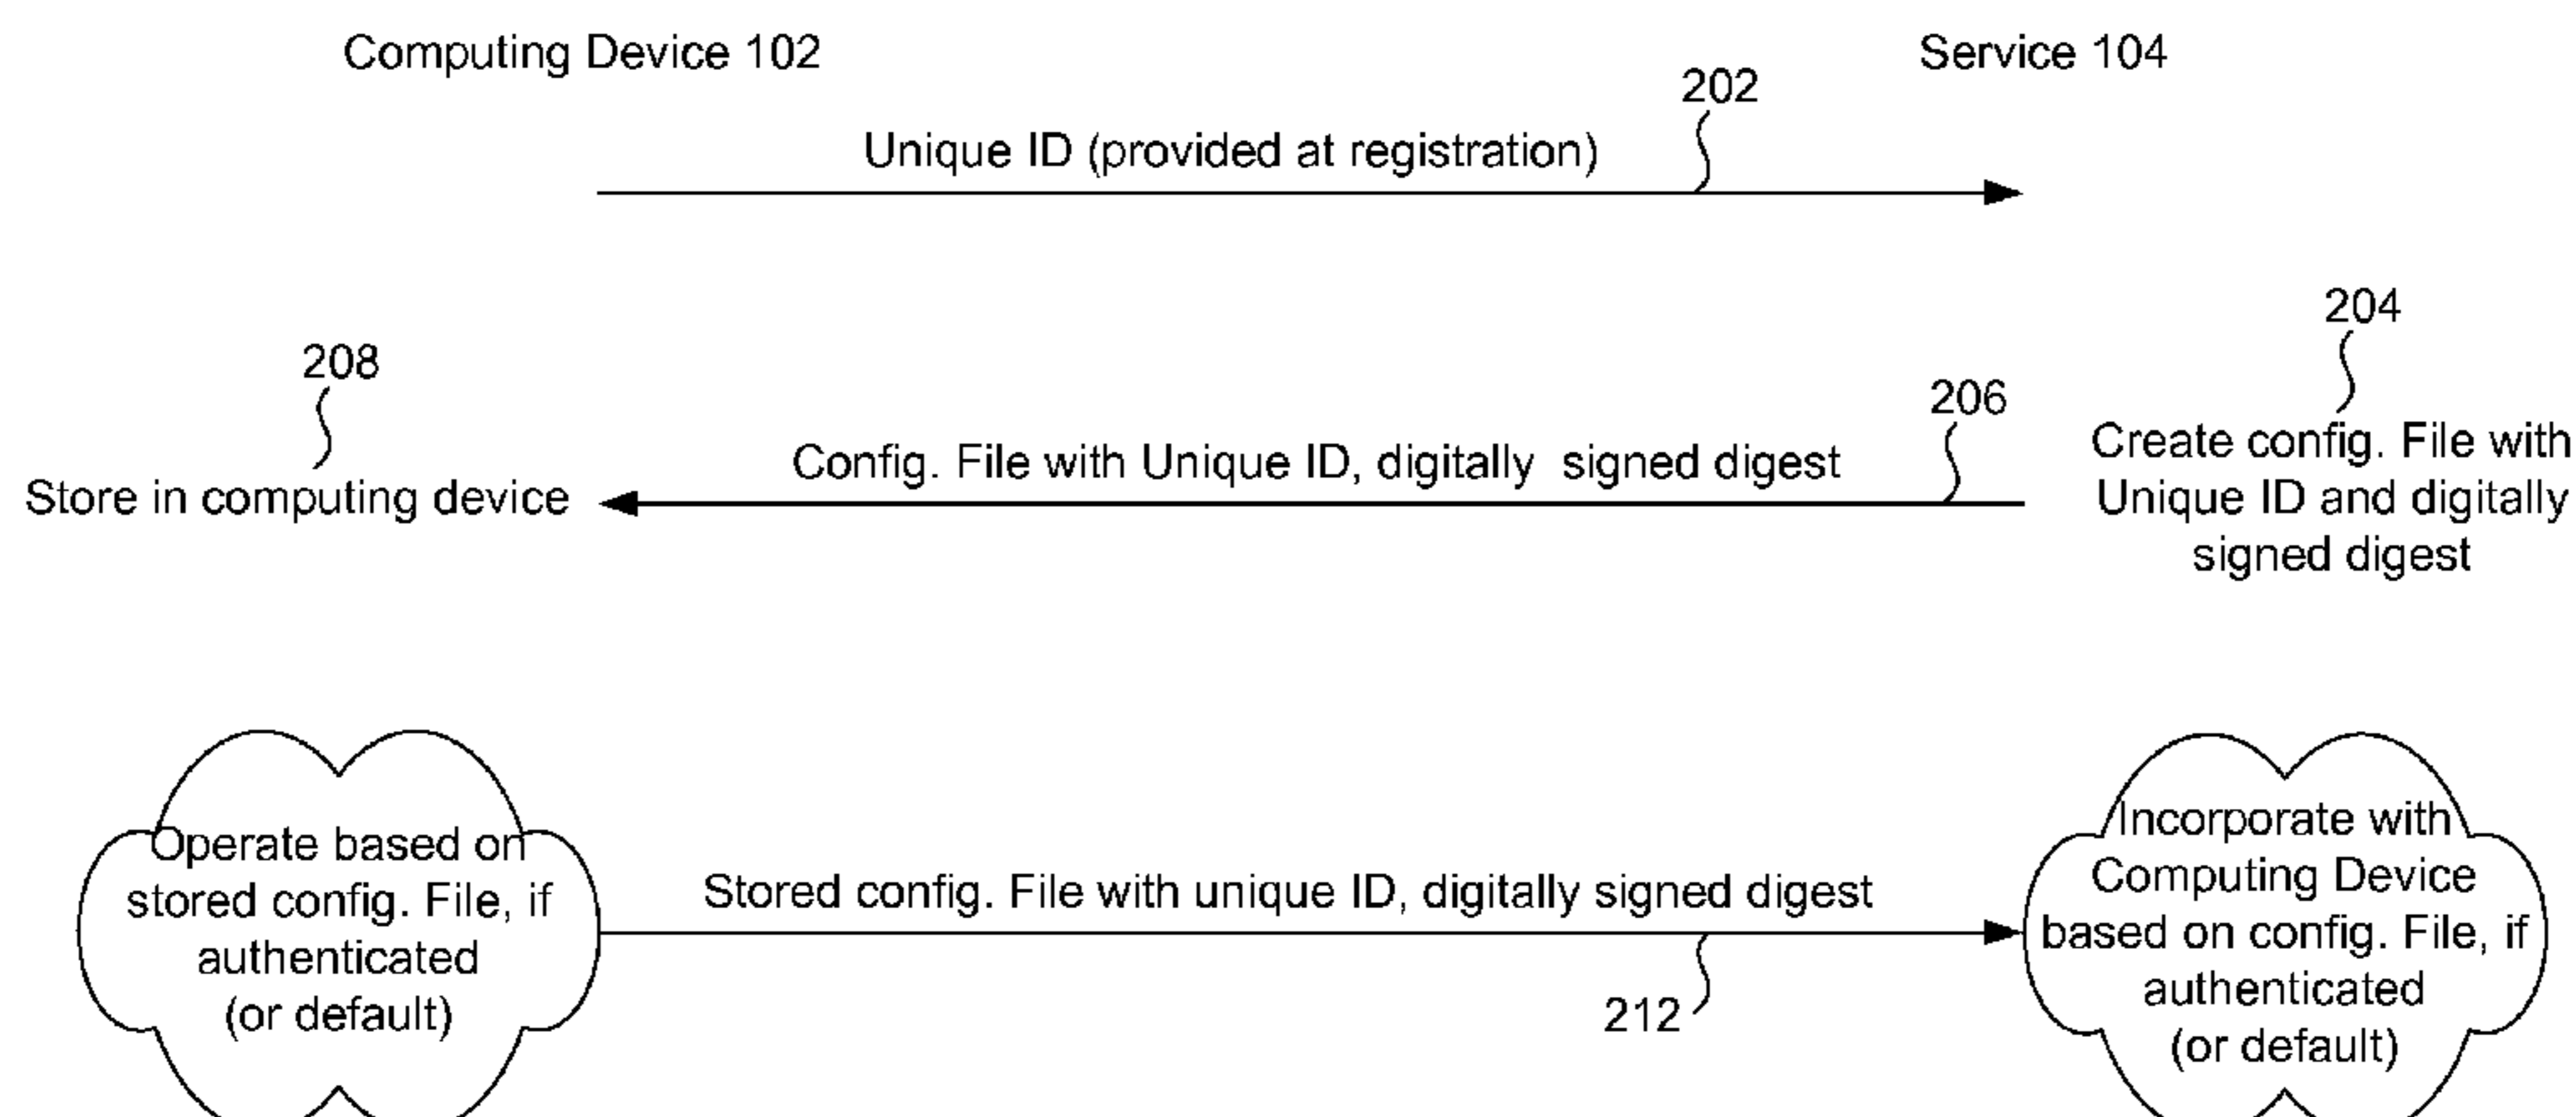 Computing Device 102
Service 104
202
Unique ID (provided at registration)
204
208
206
Config. File with Unique ID, digitally signed digest
Create config. File with
Unique ID and digitally
signed digest
Store in computing device
Operate based on
stored config. File, if
authenticated
(or default)
Stored config. File with unique ID, digitally signed digest
212
Incorporate with
Computing Device
based on config. File, if
authenticated
(or default)